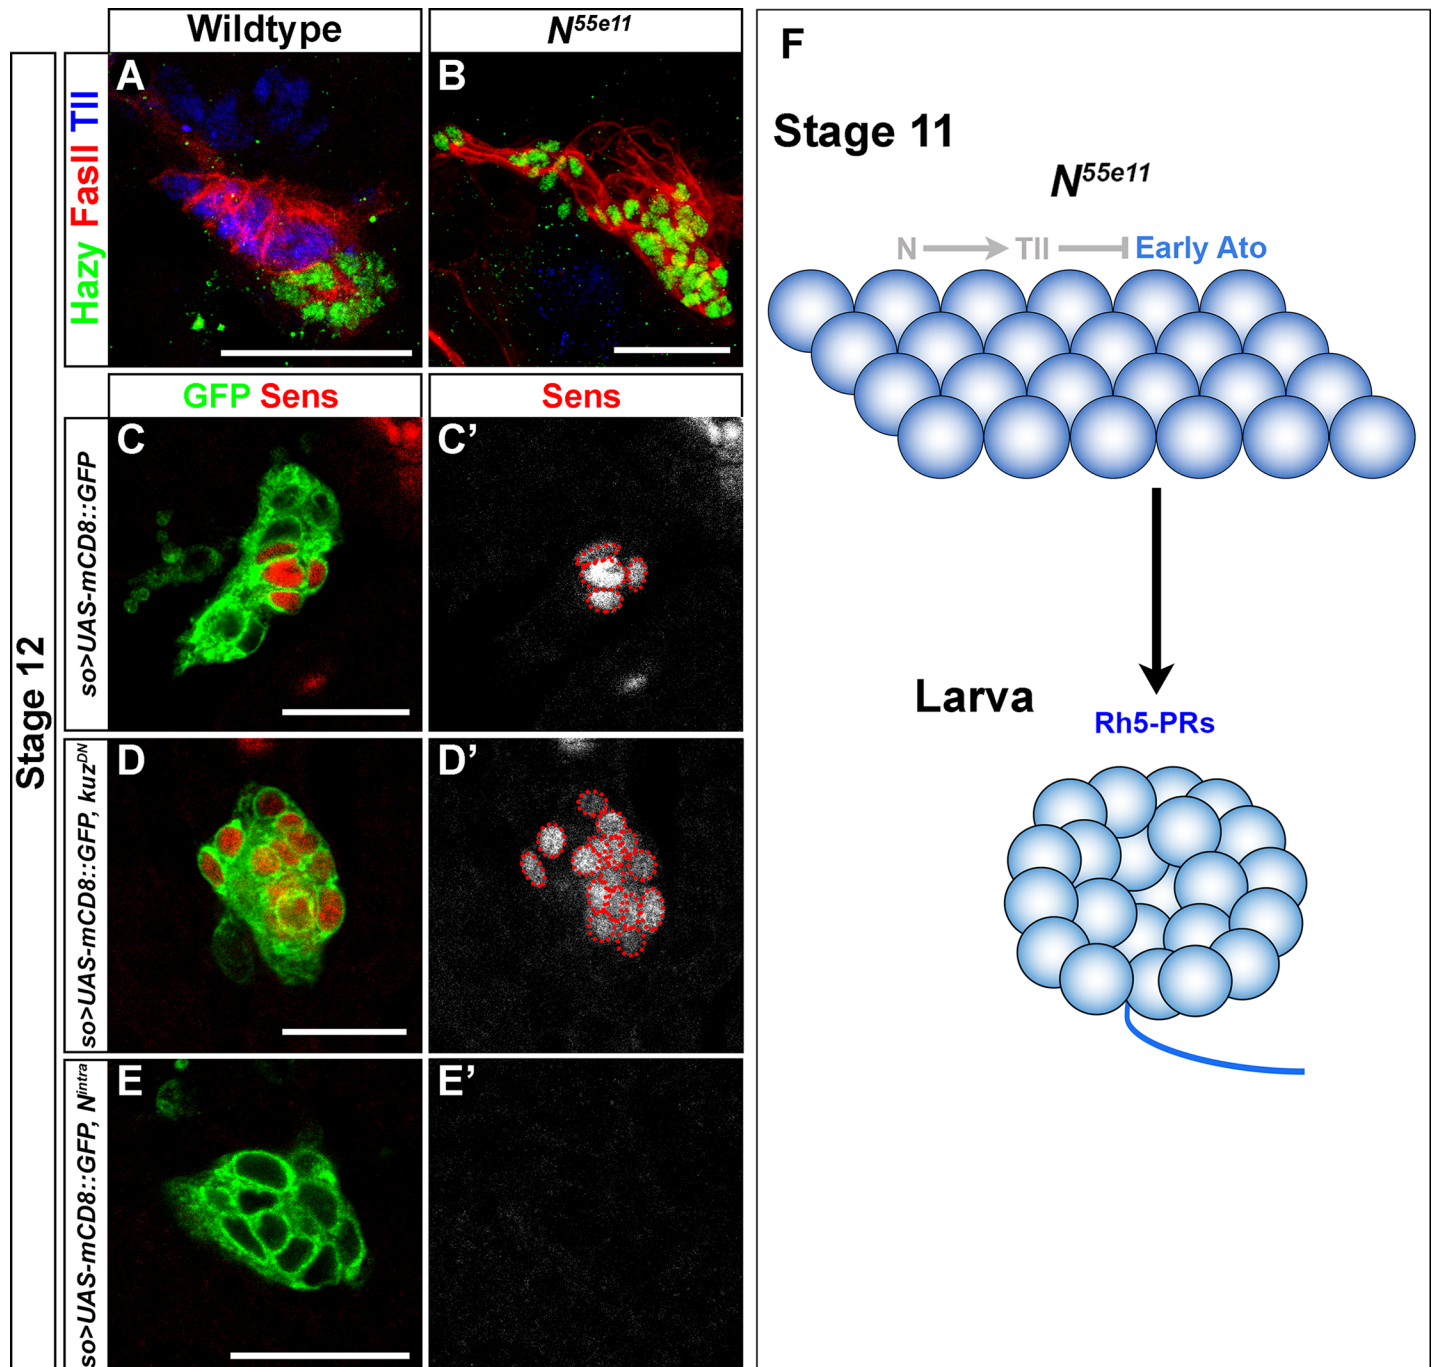 Wildtype
N55e11
Stage 12
Hazy FasII Tll
A
B
GFP Sens
Sens
so>UAS-mCD8::GFP
C
C’
so>UAS-mCD8::GFP, kuzDN
D
D’
so>UAS-mCD8::GFP, Nintra
E
E’
F
Stage 11
N55e11
N Tll Early Ato
Larva
Rh5-PRs